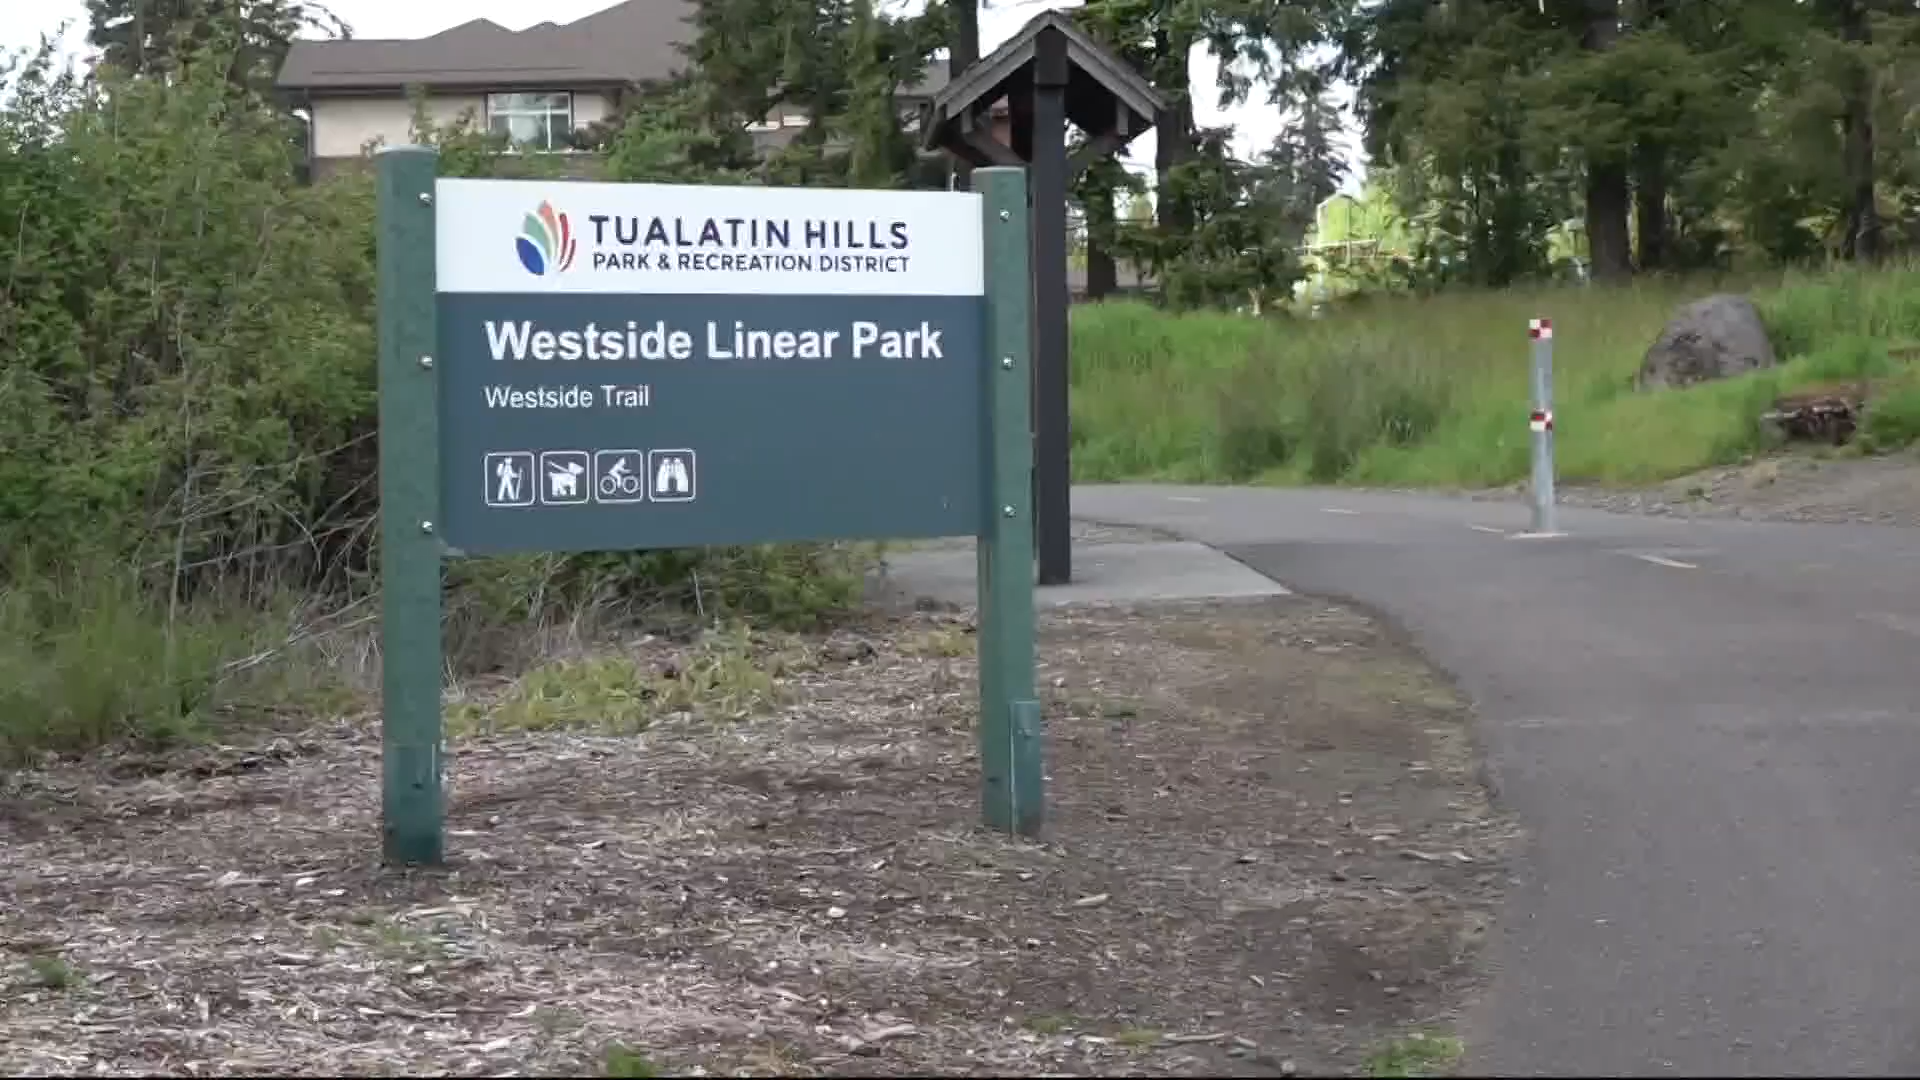 TUALATIN HILLS
PARK & RECREATION DISTRICT
Westside Linear Park
Westside Trail